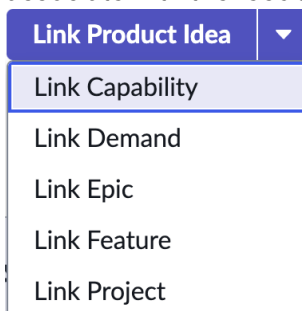 Link Product Idea
Link Capability
Link Demand
Link Epic
Link Feature
Link Project